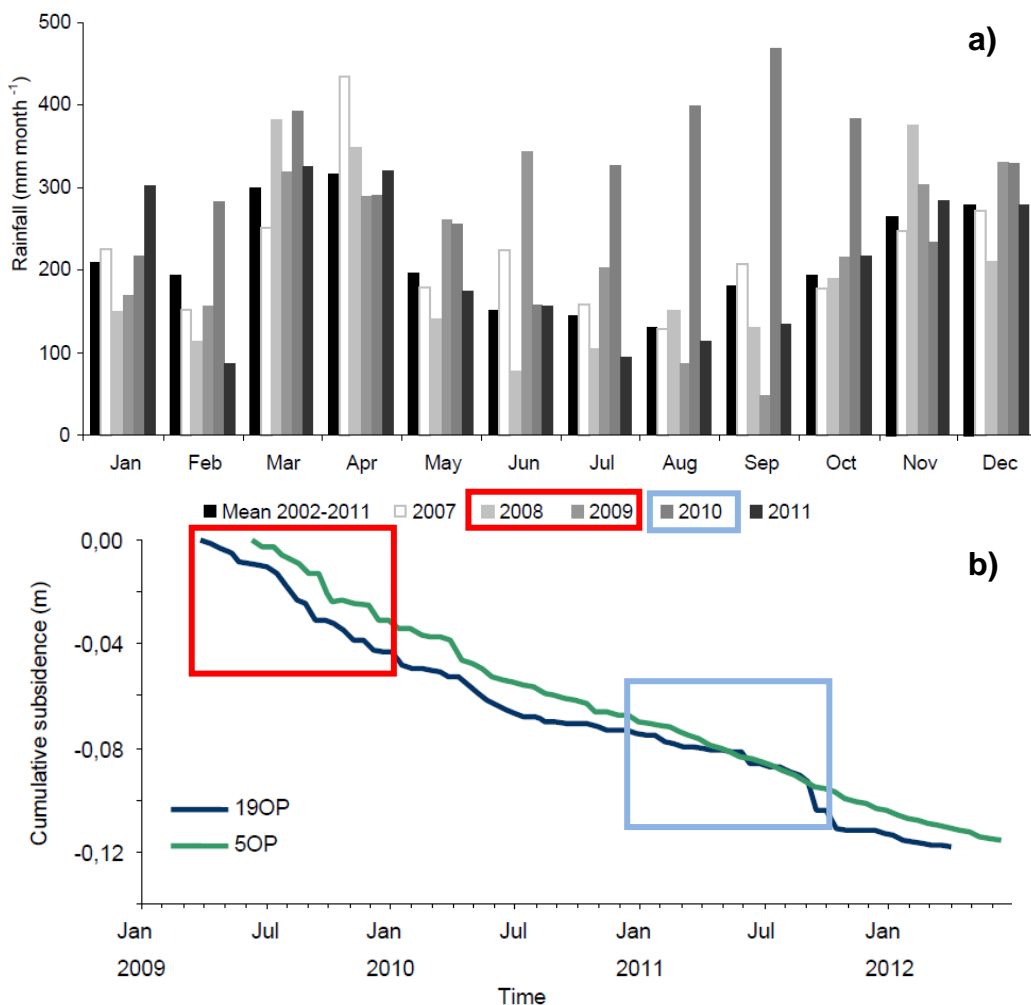 a)
Rainfall (mm month -1)
500
400
300
200
100
0
Jan Feb Mar Apr May Jun Jul Aug Sep Oct Nov Dec
Mean 2002-2011 2007 2008 2009 2010 2011
b)
Cumulative subsidence (m)
0,00
-0,04
-0,08
-0,12
19OP
5OP
Jan Jul Jan Jul Jan Jul Jan
2009 2010 2011 2012
Time